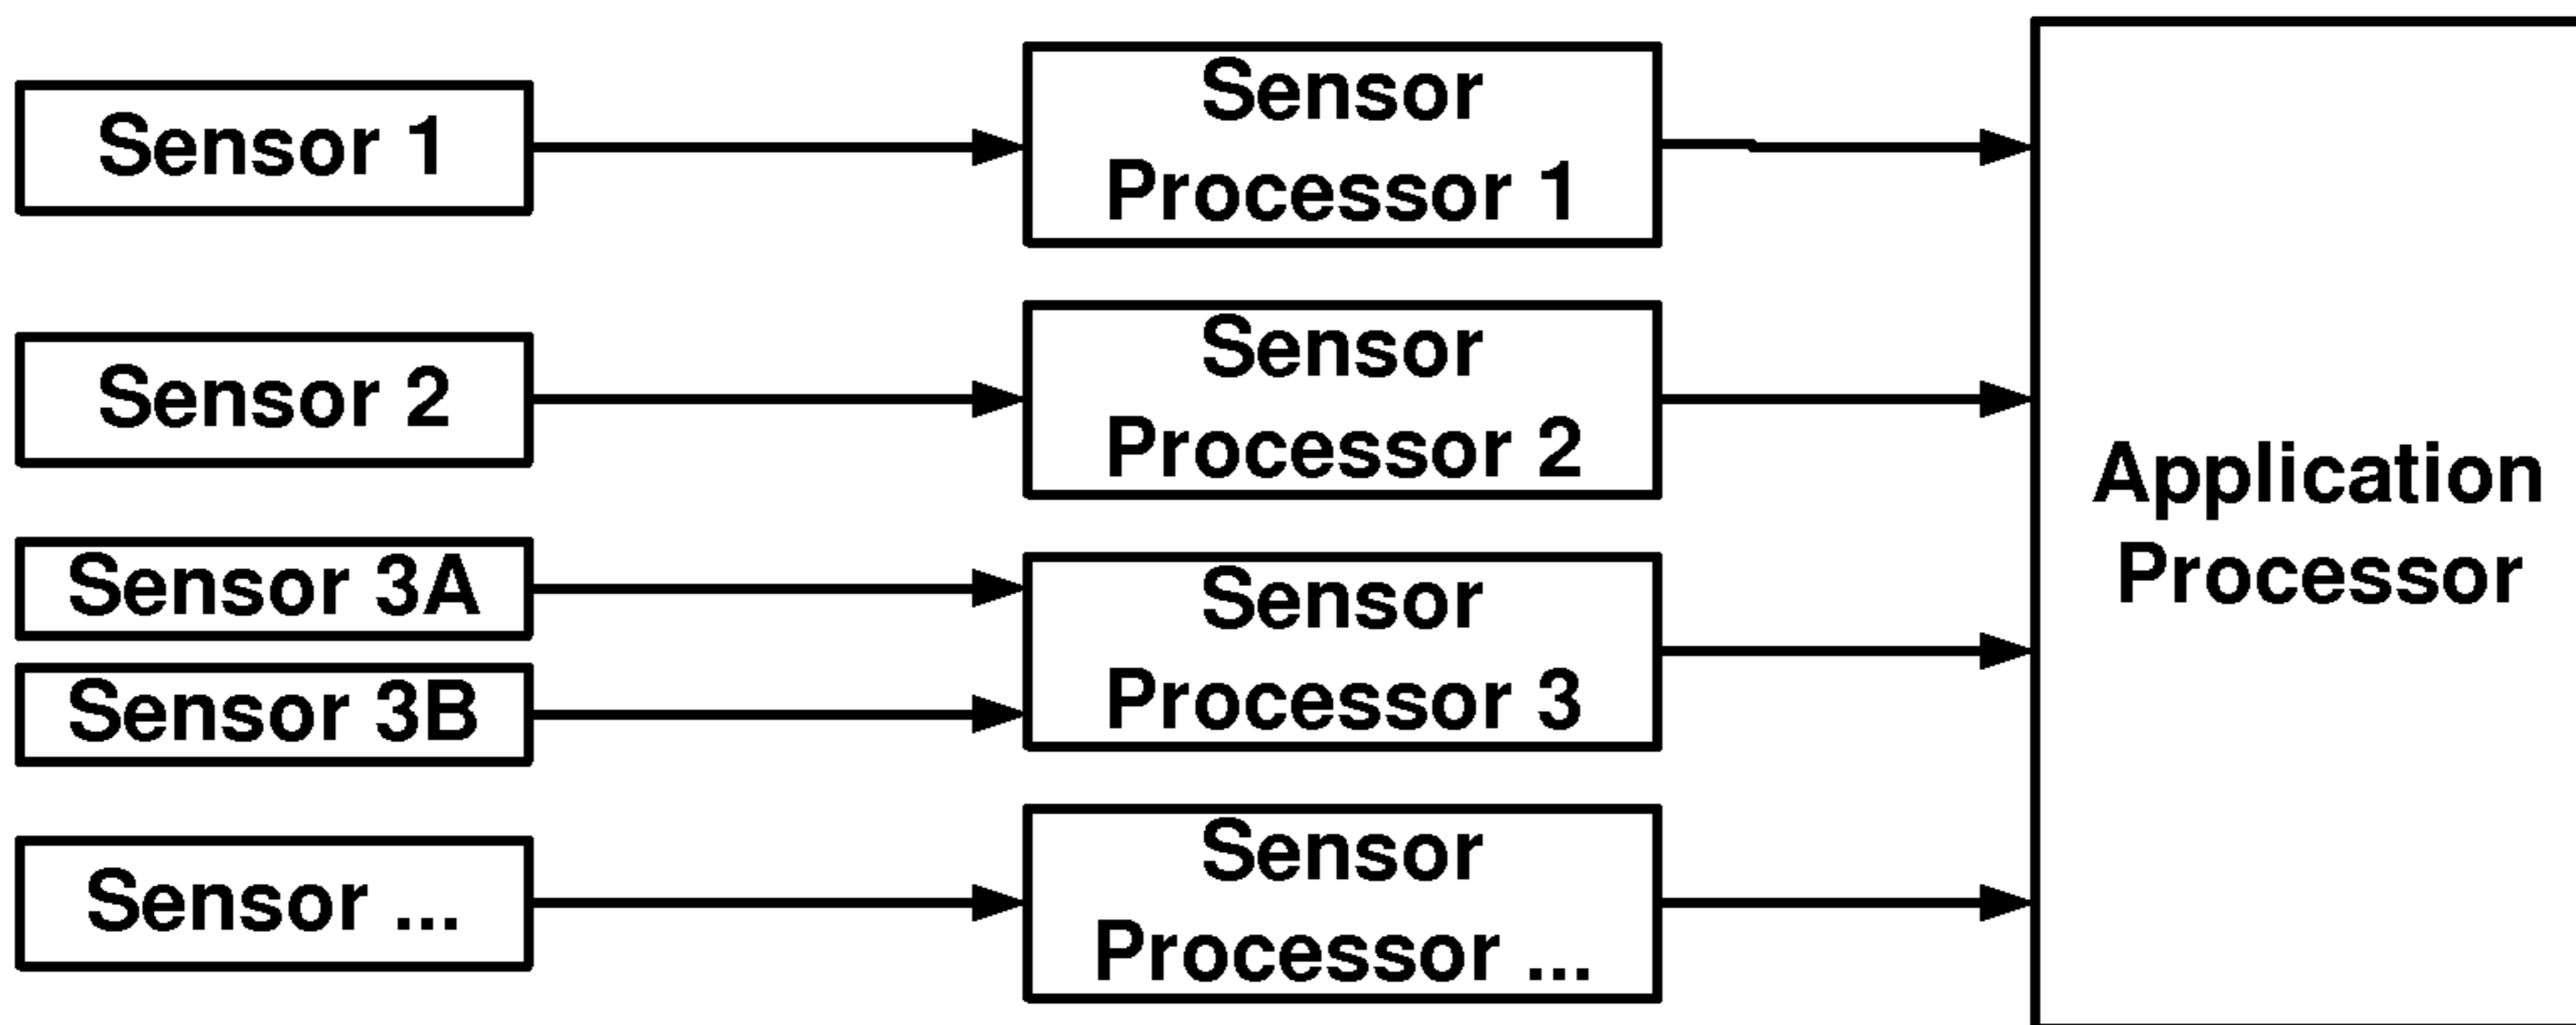 Sensor 1
Sensor
Processor 1
Sensor 2
Sensor
Processor 2
Sensor 3A
Sensor 3B
Sensor
Processor 3
Sensor ...
Sensor
Processor ...
Application
Processor